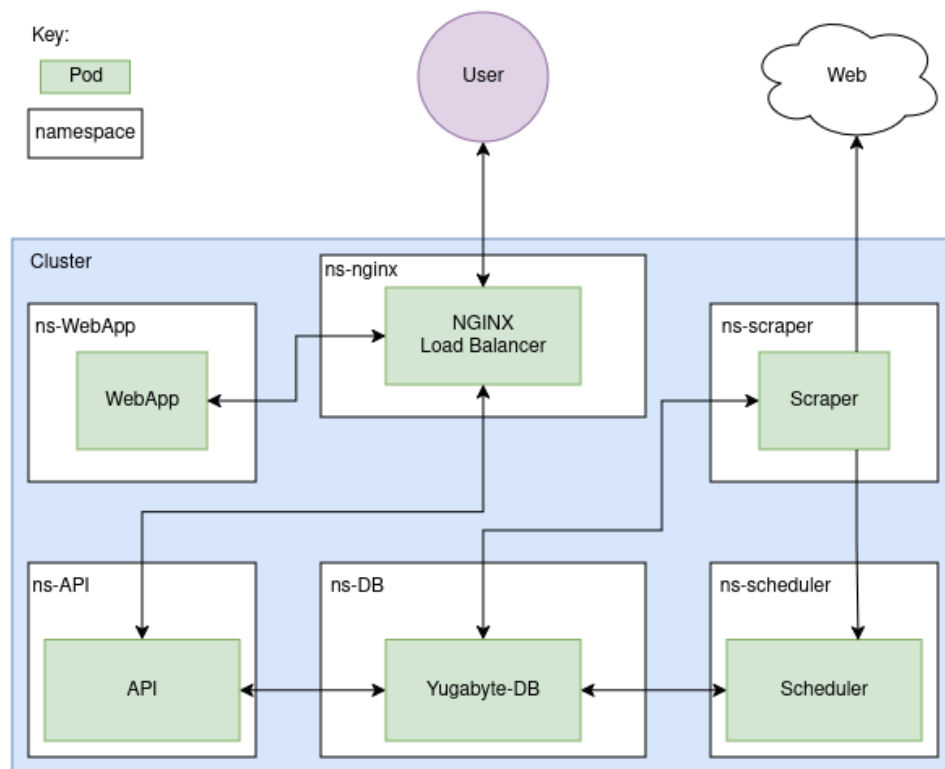 Key:
Pod
namespace
User
Web
Cluster
ns-nginx
NGINX
Load Balancer
ns-WebApp
WebApp
ns-scraper
Scraper
ns-API
API
ns-DB
Yugabyte-DB
ns-scheduler
Scheduler